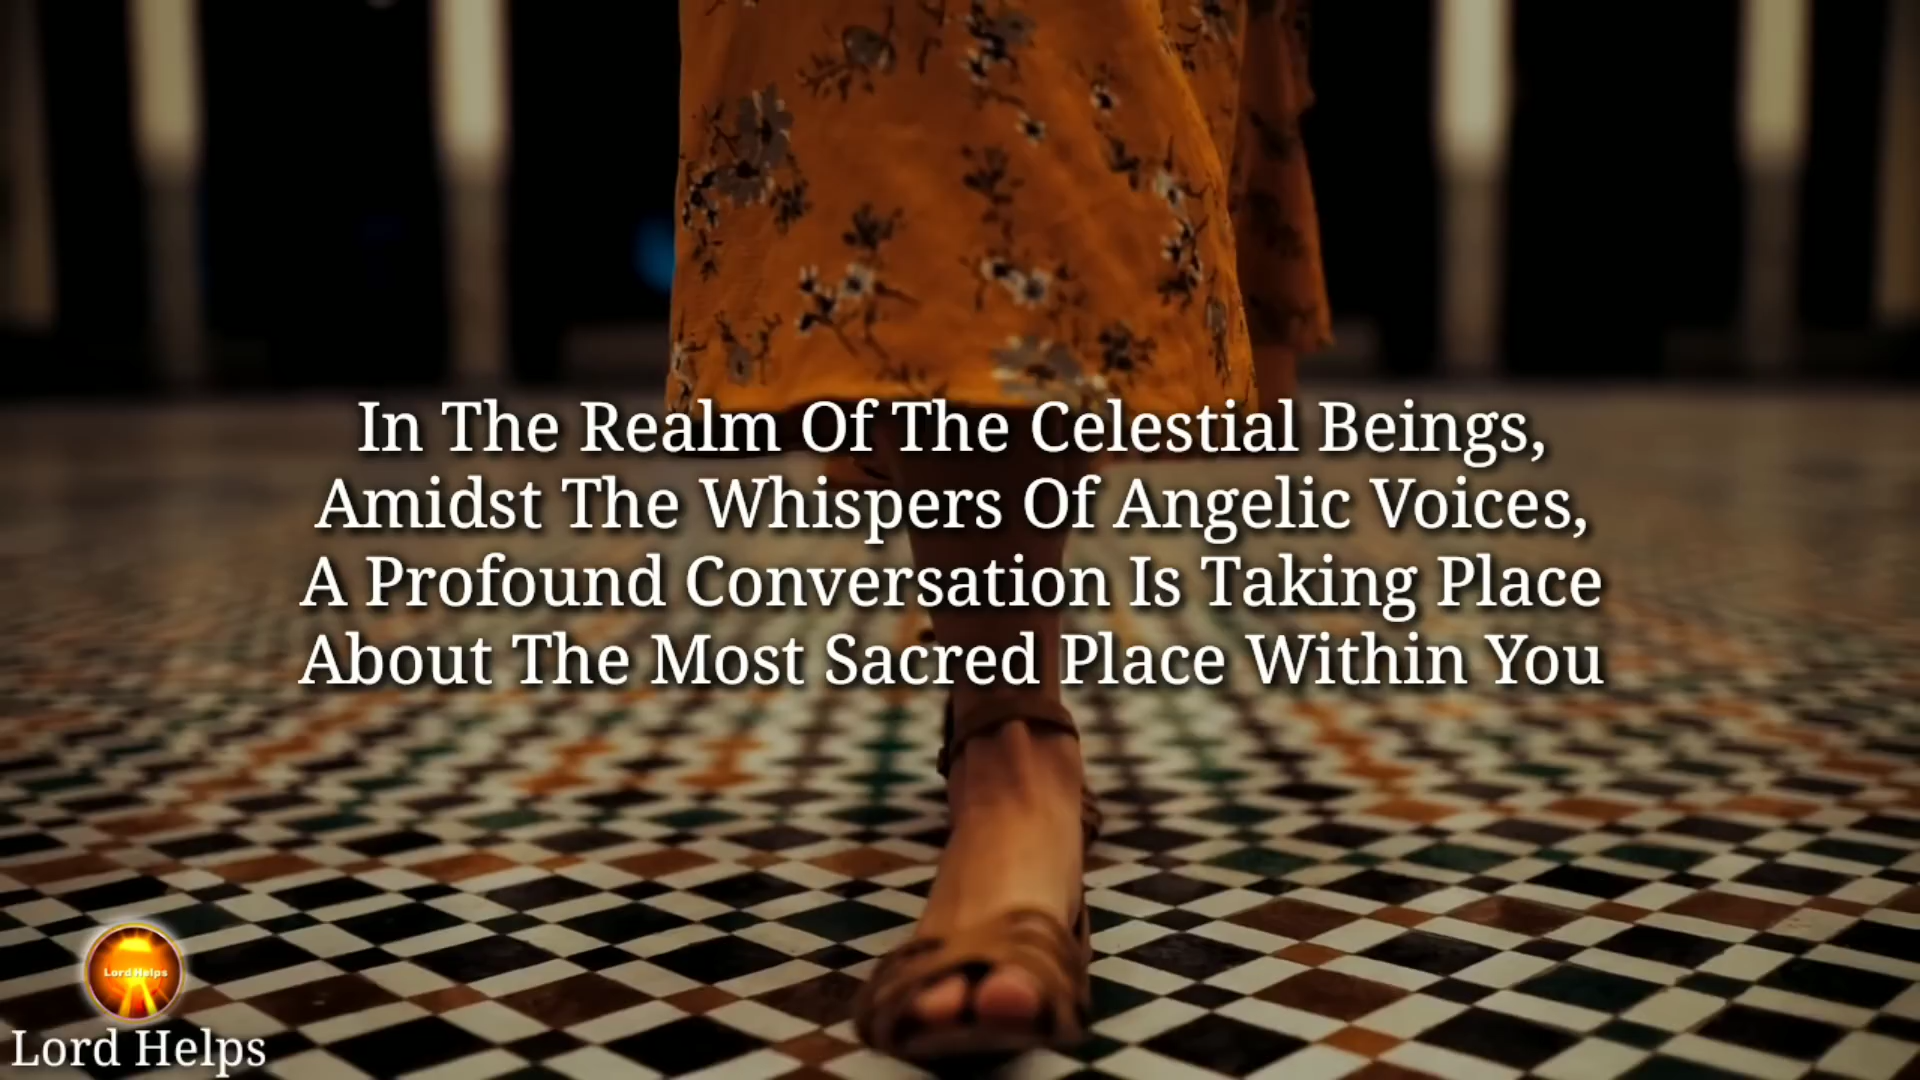 In The Realm Of The Celestial Beings,
Amidst The Whispers Of Angelic Voices,
A Profound Conversation Is Taking Place
About The Most Sacred Place Within You
Lord Helps
Lord Helps